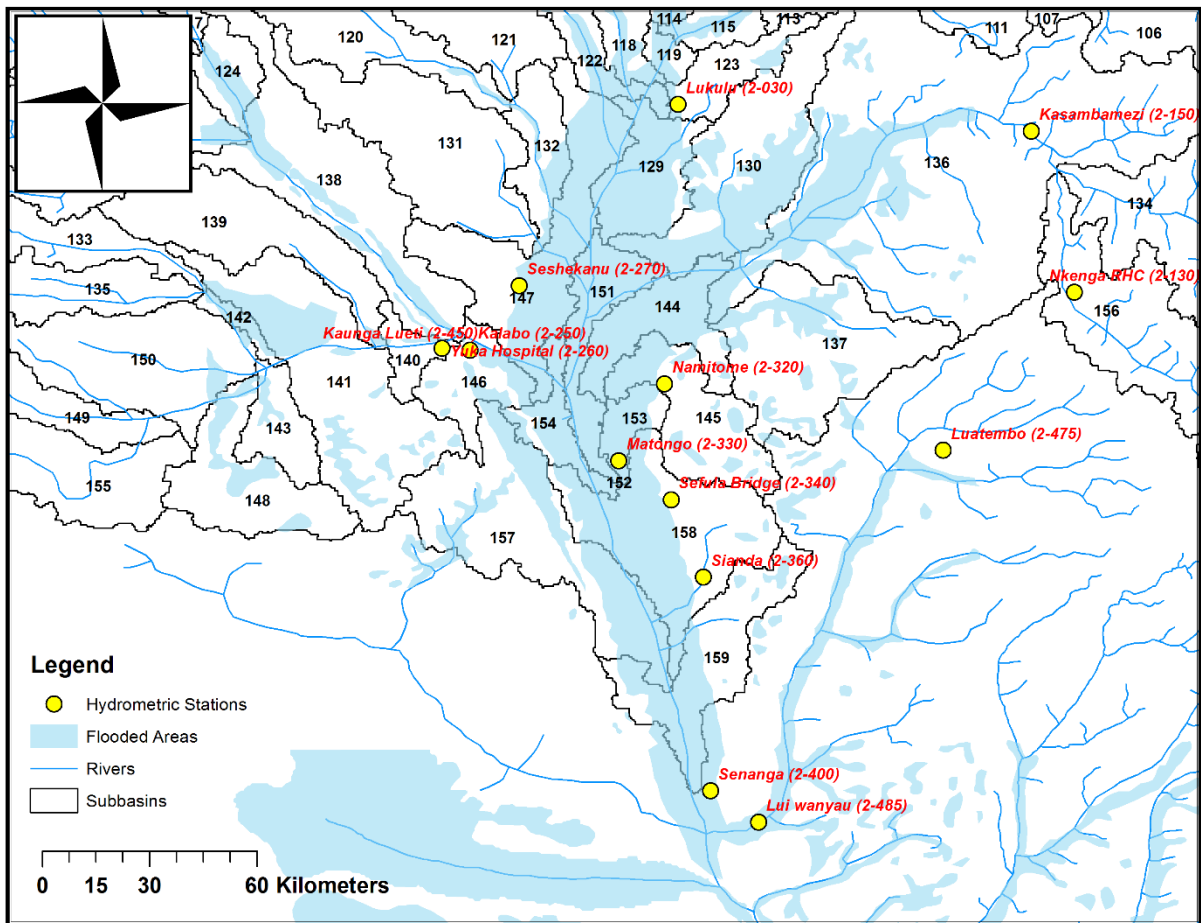 114
113
107
7
115
111
106
120
121
118
119
122
123
124
Lukulu (2-030)
Kasambamezi (2-150)
131
132
129
130
136
138
139
134
133
Seshekanu (2-270)
Nkenga RHC (2-130)
135
147
151
144
156
142
Kaunga Lueti (2-450)
Kalabo (2-250)
137
150
140
Yuka Hospital (2-260)
141
146
Namitome (2-320)
149
153
145
154
143
Matongo (2-330)
Luatembo (2-475)
155
152
Sefula Bridge (2-340)
148
157
158
Sianda (2-360)
159
Legend
Hydrometric Stations
Flooded Areas
Rivers
Subbasins
Senanga (2-400)
Lui wanyau (2-485)
0 15 30 60 Kilometers